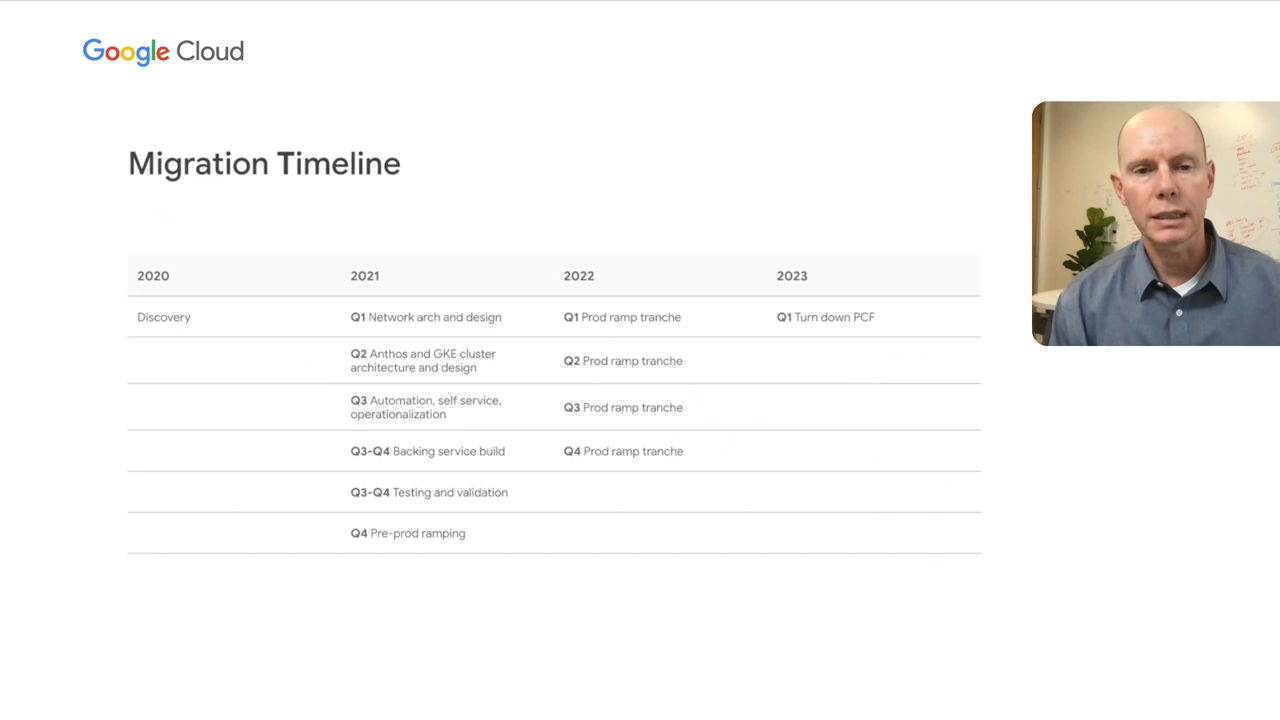 Google Cloud
Migration Timeline
2020 2021 2022 2023
Discovery Q1 Network arch and design Q1 Prod ramp tranche Q1 Turn down PCF
Q2 Anthos and GKE cluster
architecture and design
Q2 Prod ramp tranche
Q3 Automation, self service,
operationalization
Q3 Prod ramp tranche
Q3-Q4 Backing service build Q4 Prod ramp tranche
Q3-Q4 Testing and validation
Q4 Pre-prod ramping